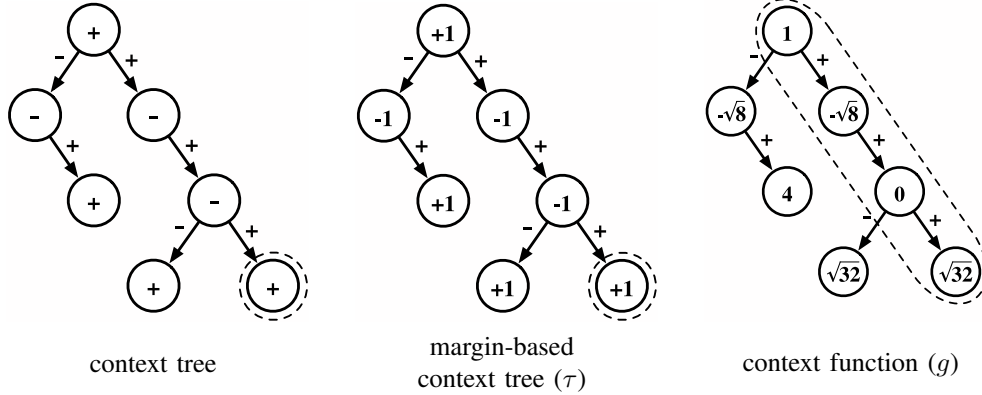 + +1 1
- + - + - +
- - -1 -1 -√8 -√8
+ + + + + +
+ - +1 -1 4 0
- + - + - +
+ + +1 +1 √32 √32
context tree
margin-based
context tree (τ)
context function (g)